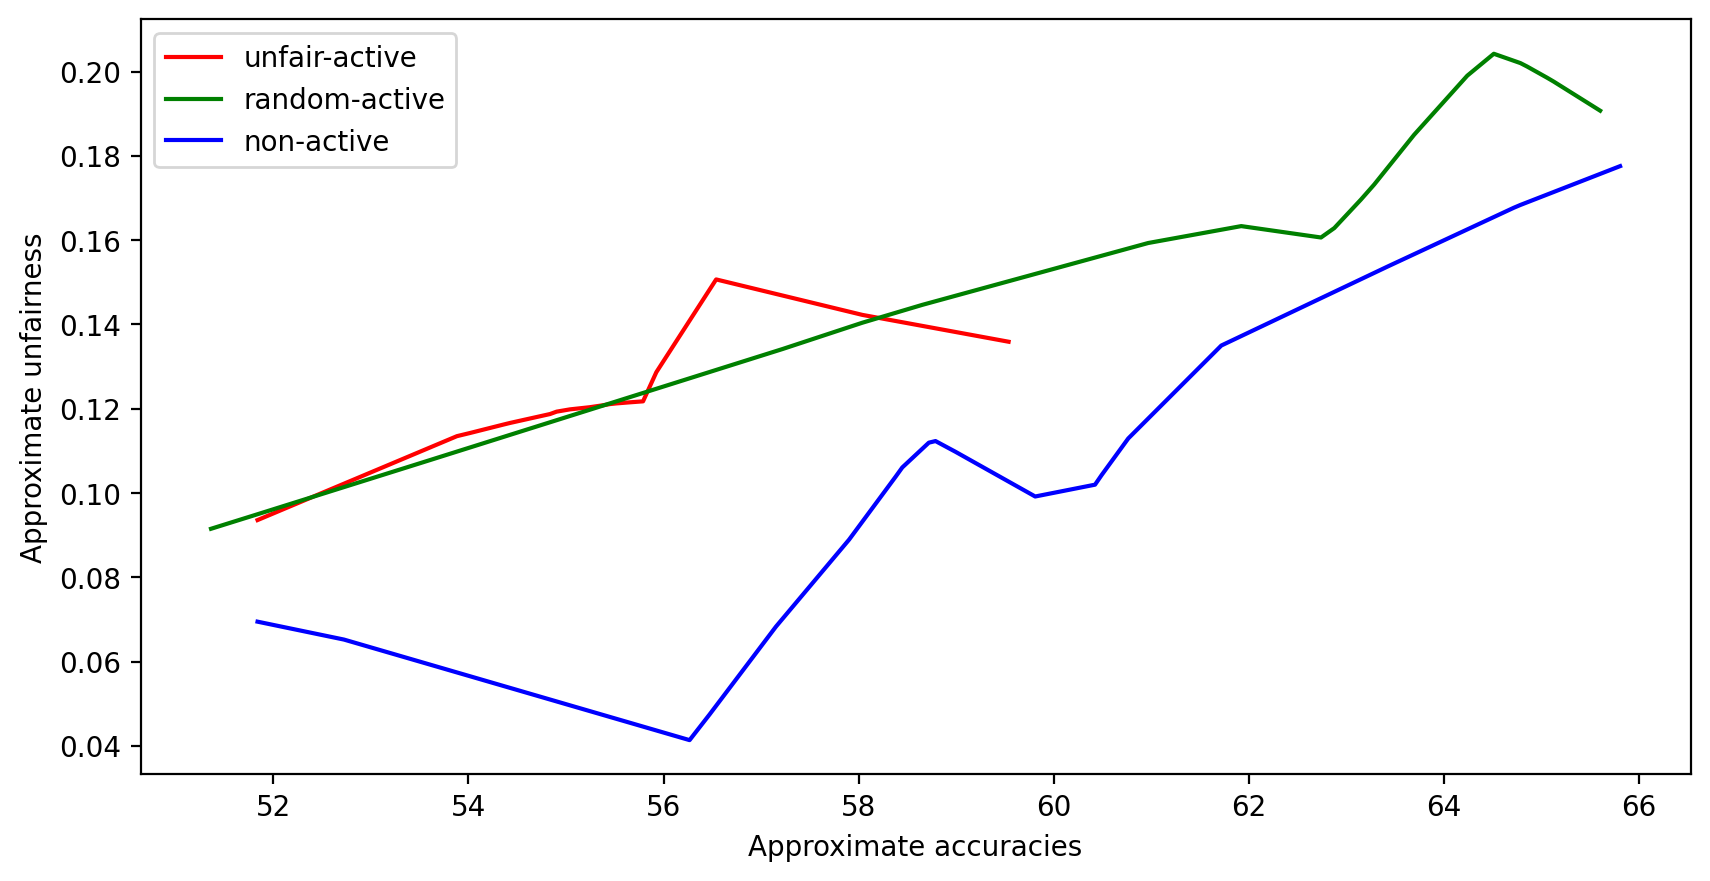 unfair-active
random-active
non-active
0.20
0.18
0.16
0.14
0.12
0.10
0.08
0.06
0.04
Approximate unfairness
52 54 56 58 60 62 64 66
Approximate accuracies